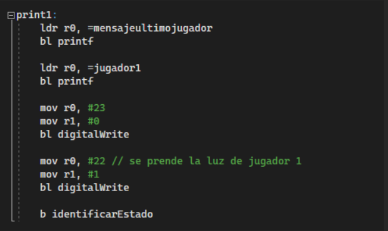 print1:
ldr r0, =mensajeultimojugador
bl printf
ldr r0, =jugador1
bl printf
mov r0, #23
mov r1, #0
bl digitalWrite
mov r0, #22 // se prende la luz de jugador 1
mov r1, #1
bl digitalWrite
b identificarEstado